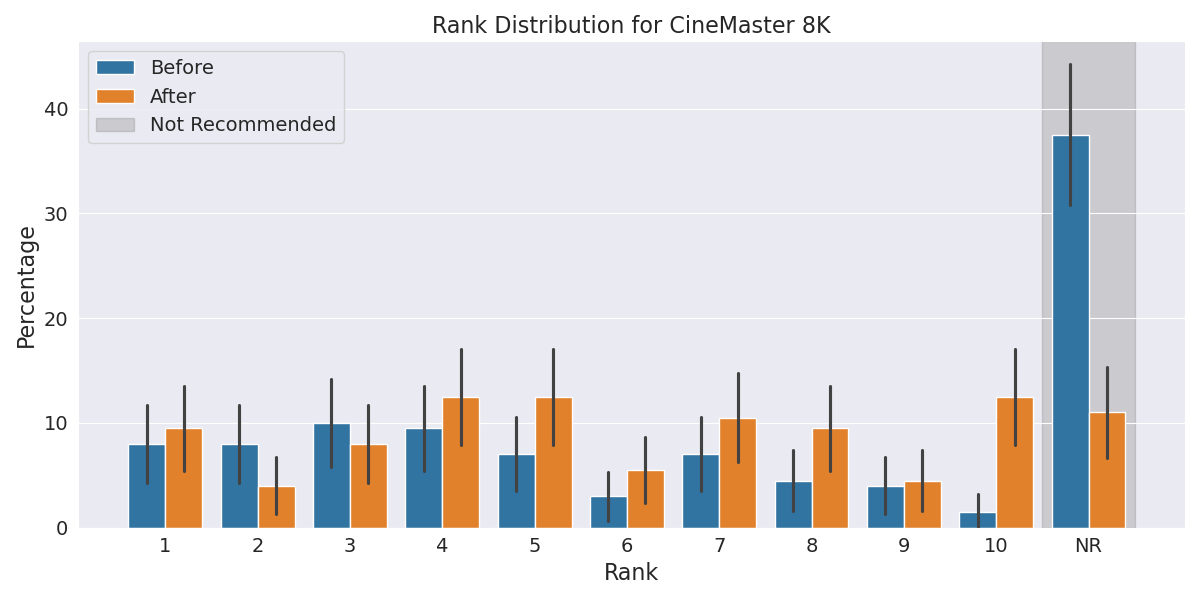 Rank Distribution for CineMaster 8K
Before
After
Not Recommended
Percentage
40
30
20
10
0
1 2 3 4 5 6 7 8 9 10 NR
Rank